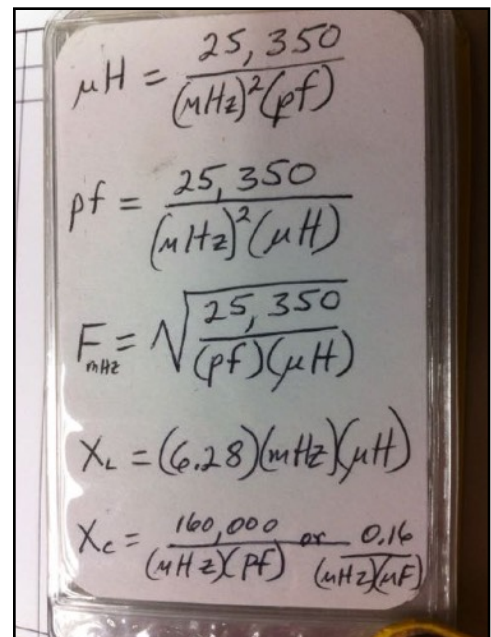 μH = 25,350 / (mHz)²(pf)
pf = 25,350 / (mHz)²(μH)
F mHz = √ 25,350 / (pf)(μH)
XL = (6.28)(mHz)(μH)
Xc = 160,000 / (mHz)(pf) or 0.16 / (mHz)(μF)